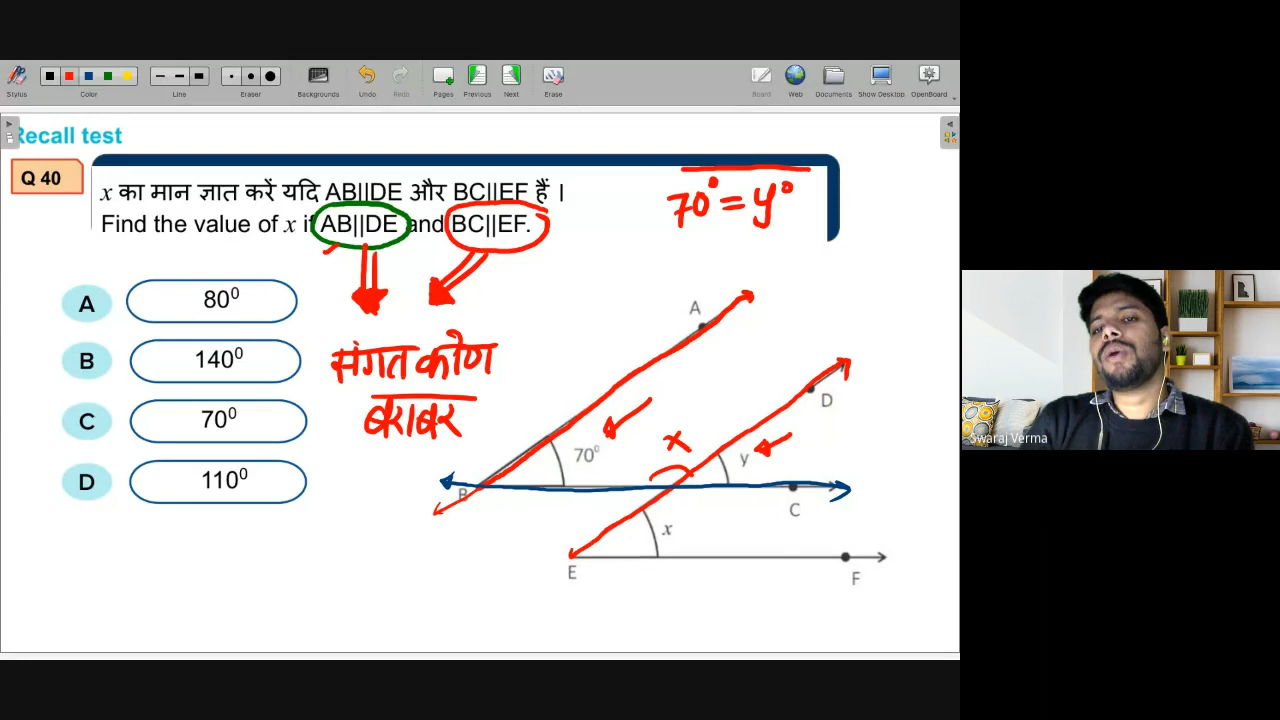 Stylus
Color
Line
Eraser
Backgrounds
Undo
Redo
Pages
Previous
Next
Erase
Board
Web
Documents
Show Desktop
OpenBoard
Recall test
Q 40
x का मान ज्ञात करें यदि AB||DE और BC||EF हैं ।
Find the value of x if AB||DE and BC||EF.
70° = y°
A 80⁰
B 140⁰
C 70⁰
D 110⁰
संगत कोण
बराबर
A
D
70⁰
x
y
B
C
x
E
F
Swaraj Verma